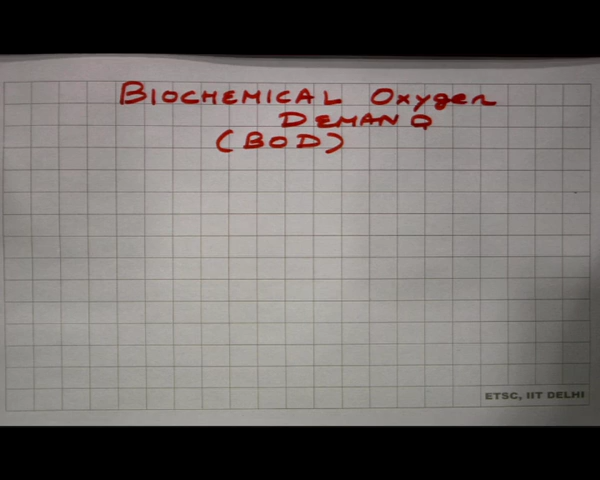 BIOCHEMICAL Oxygen
DEMAND
(BOD)
ETSC, IIT DELHI